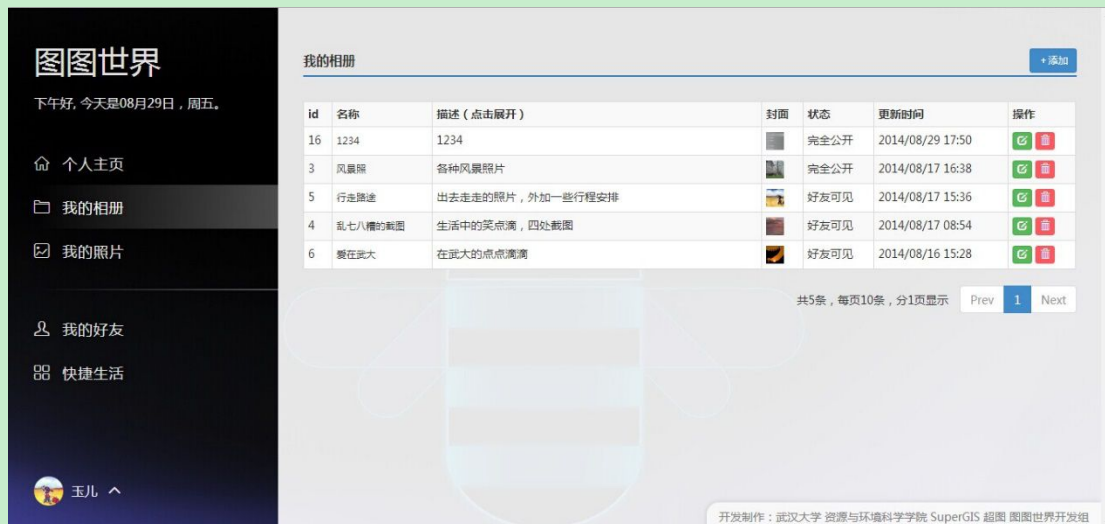 图图世界
下午好, 今天是08月29日，周五。
个人主页
我的相册
我的照片
我的好友
快捷生活
玉儿
我的相册
+添加
id 名称 描述（点击展开） 封面 状态 更新时间 操作
16 1234 1234 完全公开 2014/08/29 17:50
3 风景照 各种风景照片 完全公开 2014/08/17 16:38
5 行走路途 出去走走的照片，外加一些行程安排 好友可见 2014/08/17 15:36
4 乱七八糟的截图 生活中的笑点滴，四处截图 好友可见 2014/08/17 08:54
6 爱在武大 在武大的点点滴滴 好友可见 2014/08/16 15:28
共5条，每页10条，分1页显示 Prev 1 Next
开发制作：武汉大学 资源与环境科学学院 SuperGIS 超图 图图世界开发组